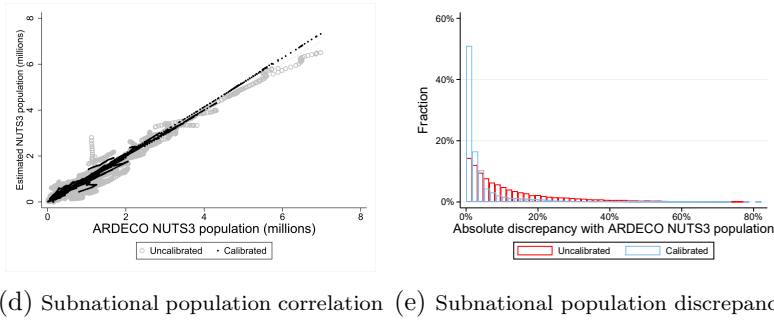 8
6
4
2
0
Estimated NUTS3 population (millions)
0 2 4 6 8
ARDECO NUTS3 population (millions)
Uncalibrated Calibrated
60%
40%
20%
0%
Fraction
0% 20% 40% 60% 80%
Absolute discrepancy with ARDECO NUTS3 population
Uncalibrated Calibrated
(d) Subnational population correlation (e) Subnational population discrepanc